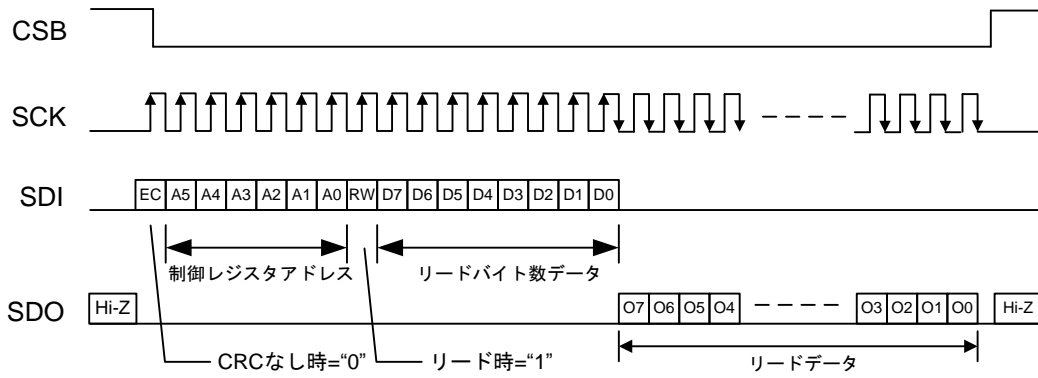 CSB
SCK
SDI
EC A5 A4 A3 A2 A1 A0 RW D7 D6 D5 D4 D3 D2 D1 D0
制御レジスタアドレス
リードバイト数データ
SDO
Hi-Z
O7 O6 O5 O4
O3 O2 O1 O0
Hi-Z
CRCなし時=“0”
リード時=“1”
リードデータ